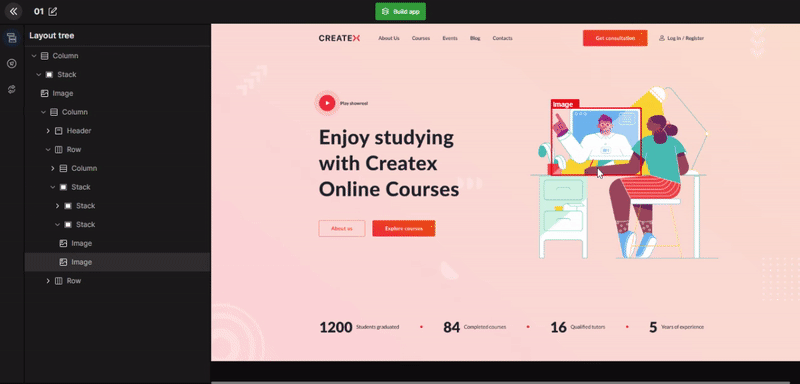 01
Build app
Layout tree
Column
Stack
Image
Column
Header
Row
Column
Stack
Stack
Stack
Image
Image
Row
CREATEX
About Us
Courses
Events
Blog
Contacts
Get consultation
Log in / Register
Play showreel
Enjoy studying
with Createx
Online Courses
About us
Explore courses
Image
1200 Students graduated
84 Completed courses
16 Qualified tutors
5 Years of experience